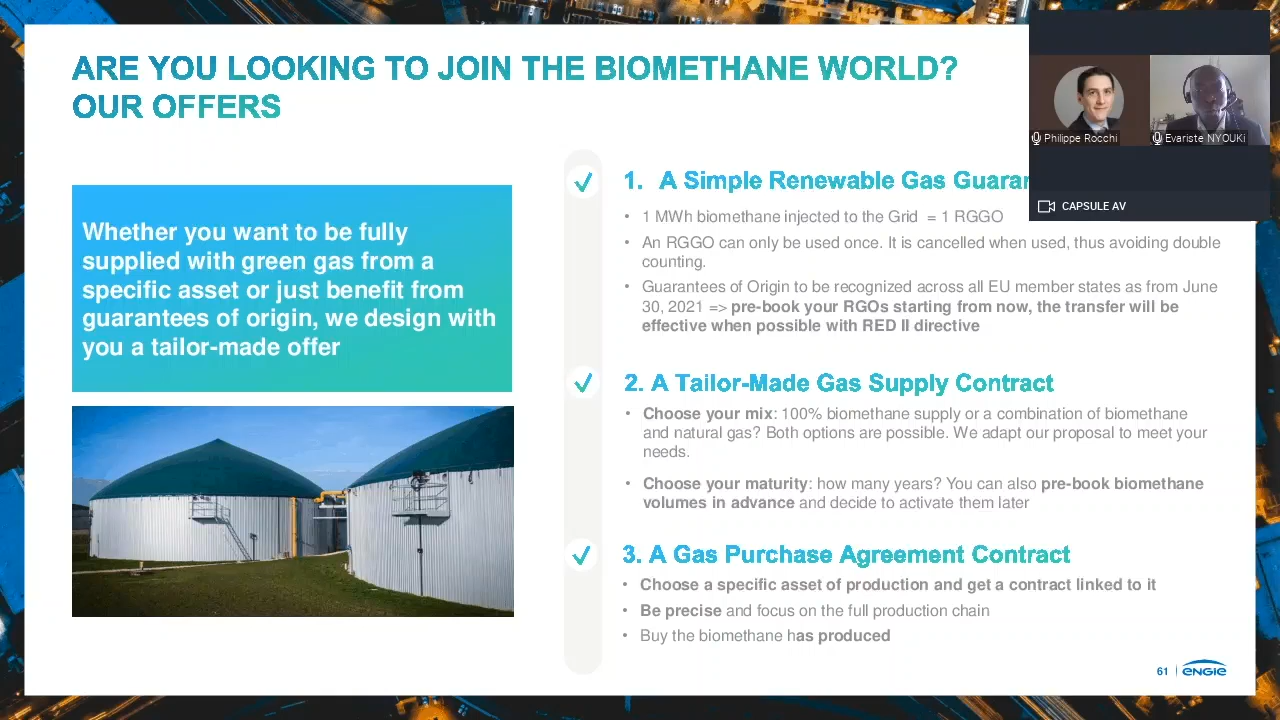 ARE YOU LOOKING TO JOIN THE BIOMETHANE WORLD?
OUR OFFERS
Philippe Rocchi
Evariste NYOUKi
CAPSULE AV
Whether you want to be fully
supplied with green gas from a
specific asset or just benefit from
guarantees of origin, we design with
you a tailor-made offer
1. A Simple Renewable Gas
• 1 MWh biomethane injected to the Grid = 1 RGGO
• An RGGO can only be used once. It is cancelled when used, thus avoiding double
counting.
• Guarantees of Origin to be recognized across all EU member states as from June
30, 2021 => pre-book your RGOs starting from now, the transfer will be
effective when possible with RED II directive
2. A Tailor-Made Gas Supply Contract
• Choose your mix: 100% biomethane supply or a combination of biomethane
and natural gas? Both options are possible. We adapt our proposal to meet your
needs.
• Choose your maturity: how many years? You can also pre-book biomethane
volumes in advance and decide to activate them later
3. A Gas Purchase Agreement Contract
• Choose a specific asset of production and get a contract linked to it
• Be precise and focus on the full production chain
• Buy the biomethane has produced
61 | ENGIE